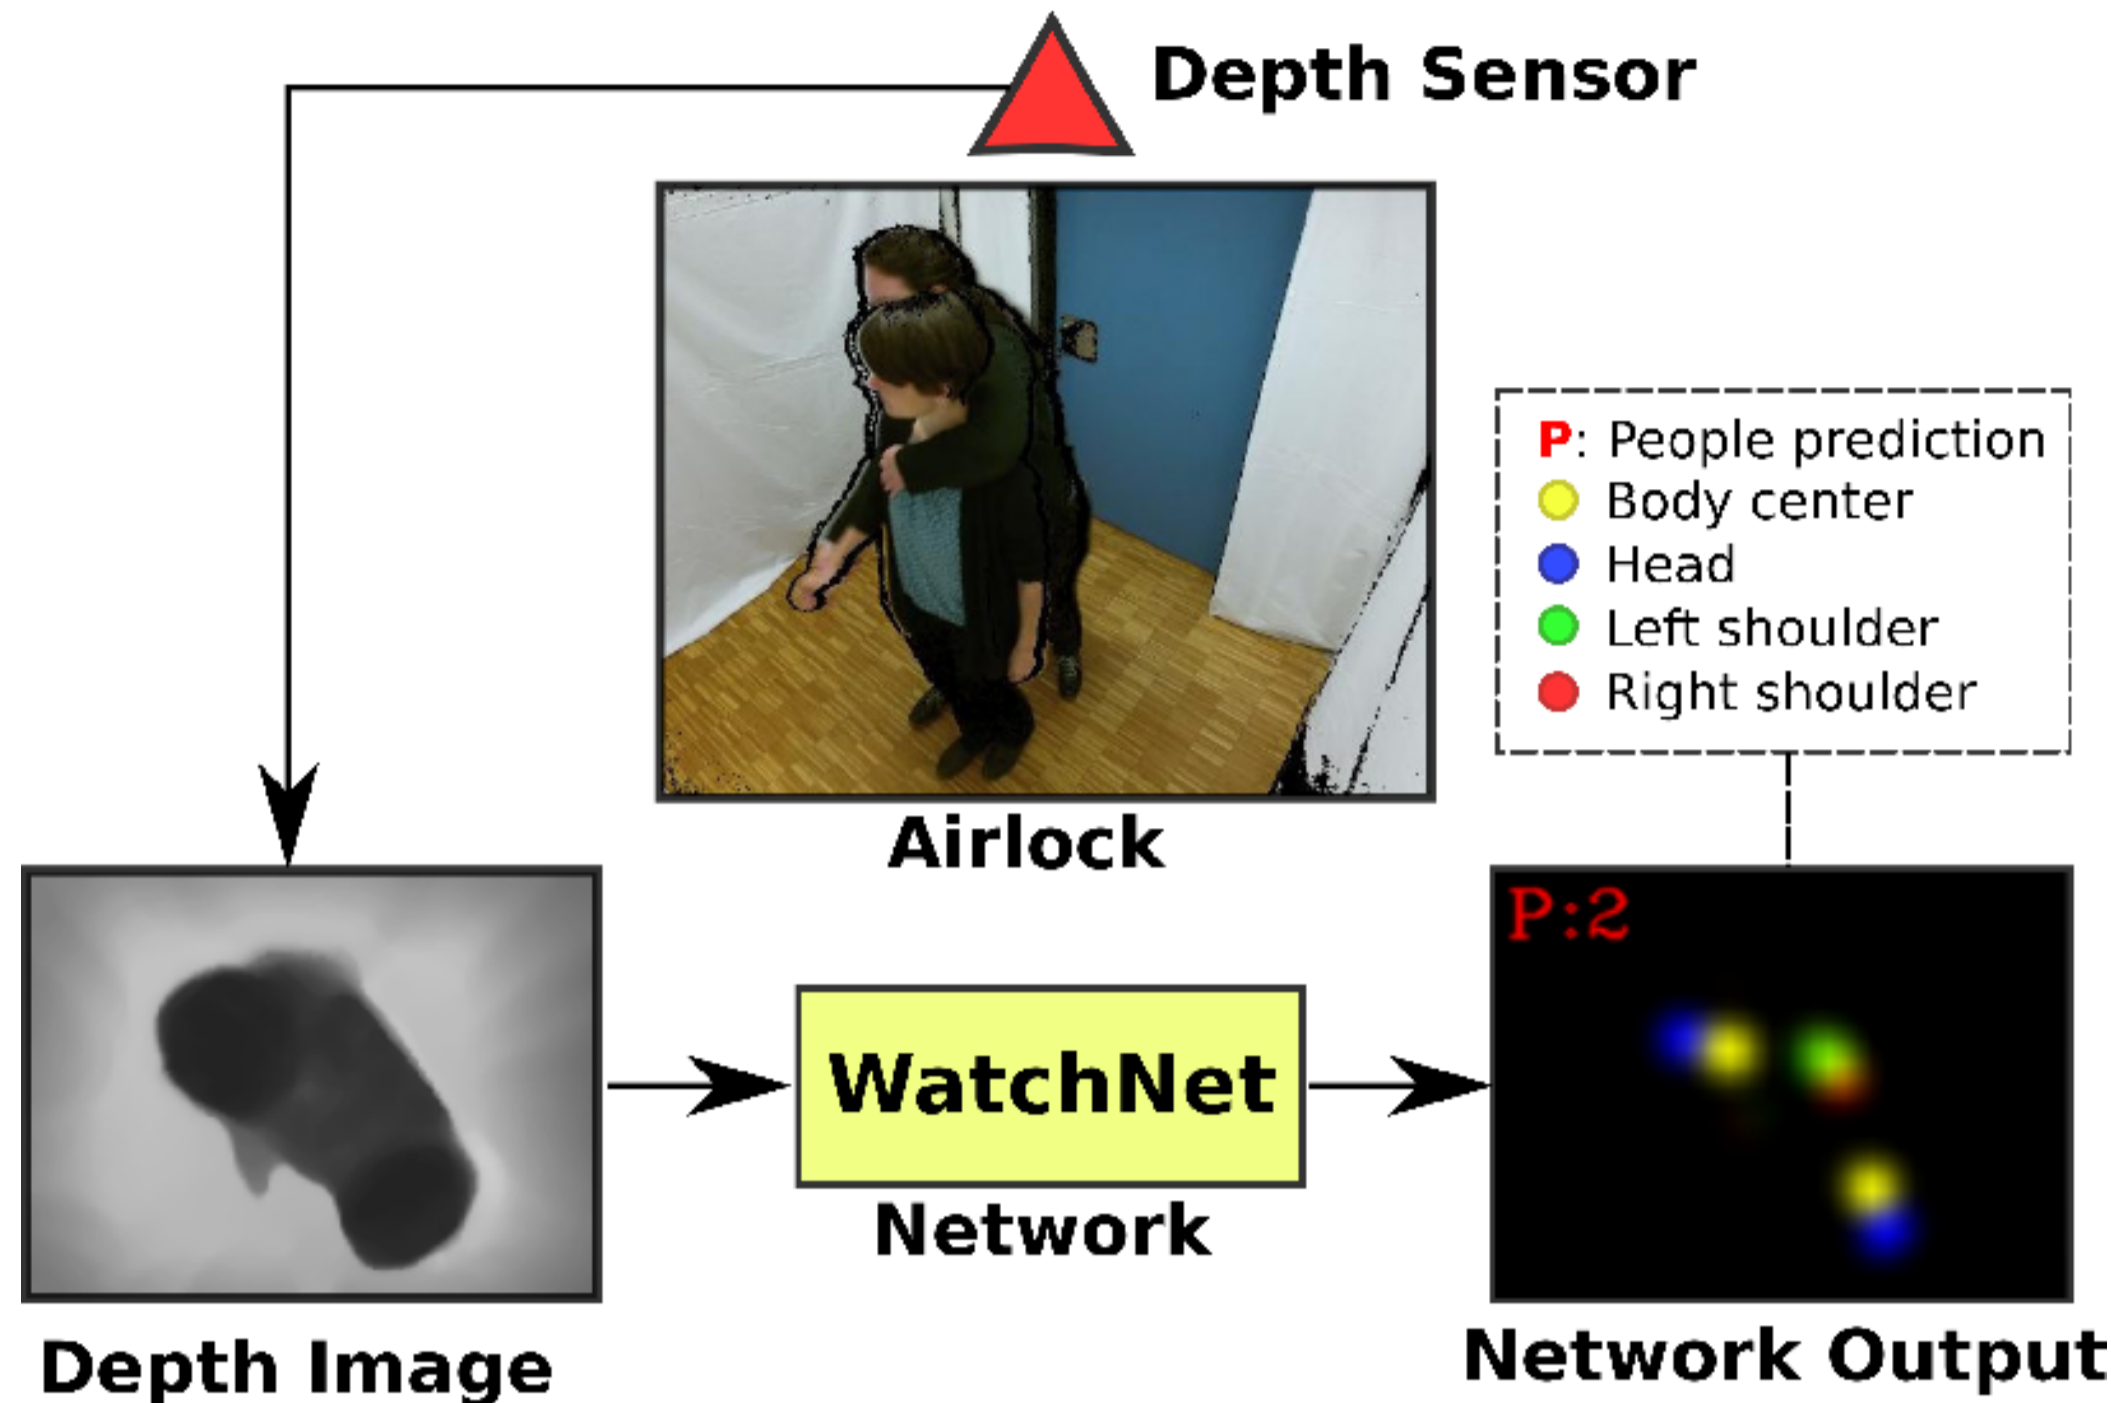 Depth Sensor
Airlock
P: People prediction
Body center
Head
Left shoulder
Right shoulder
P:2
WatchNet
Network
Depth Image
Network Output